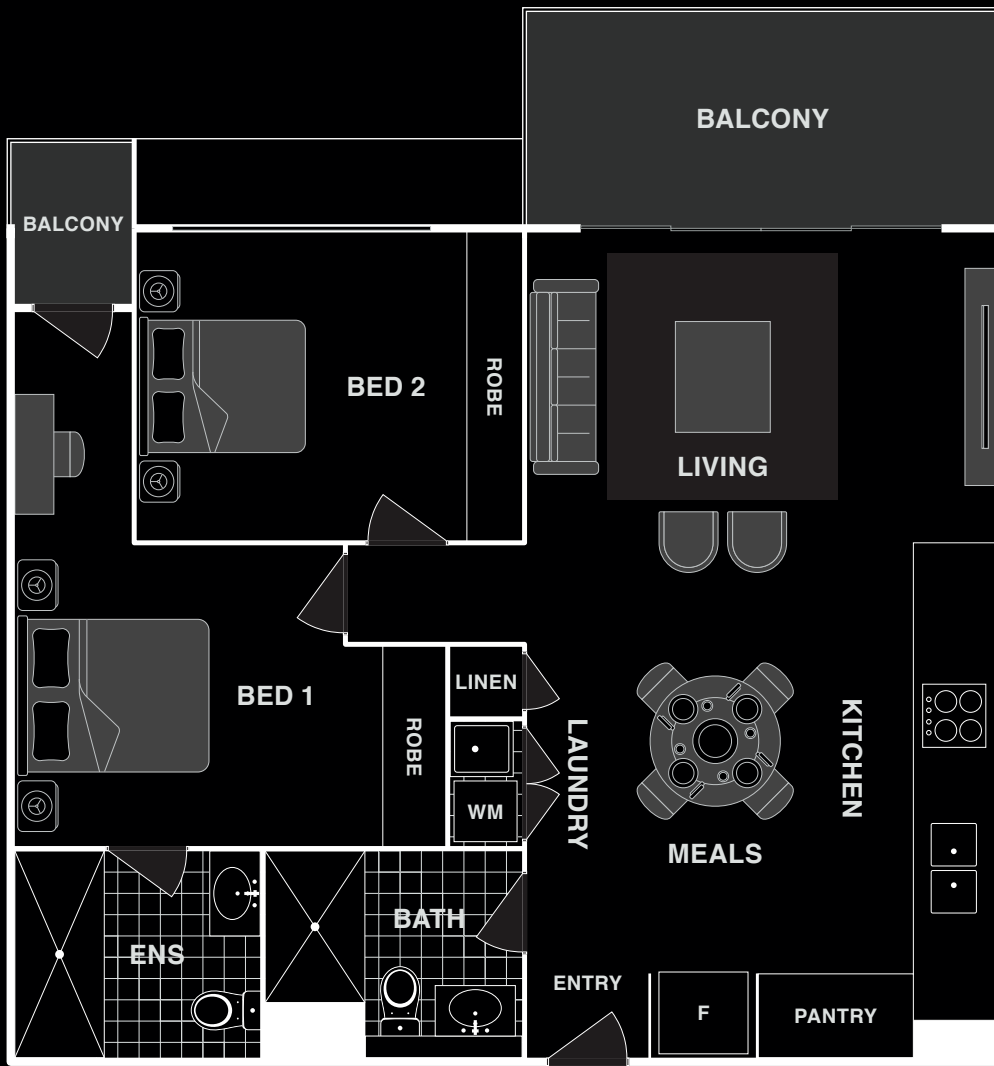 BALCONY
BALCONY
BED 2
ROBE
LIVING
BED 1
LINEN
ROBE
WM
LAUNDRY
KITCHEN
MEALS
BATH
ENS
ENTRY
F
PANTRY